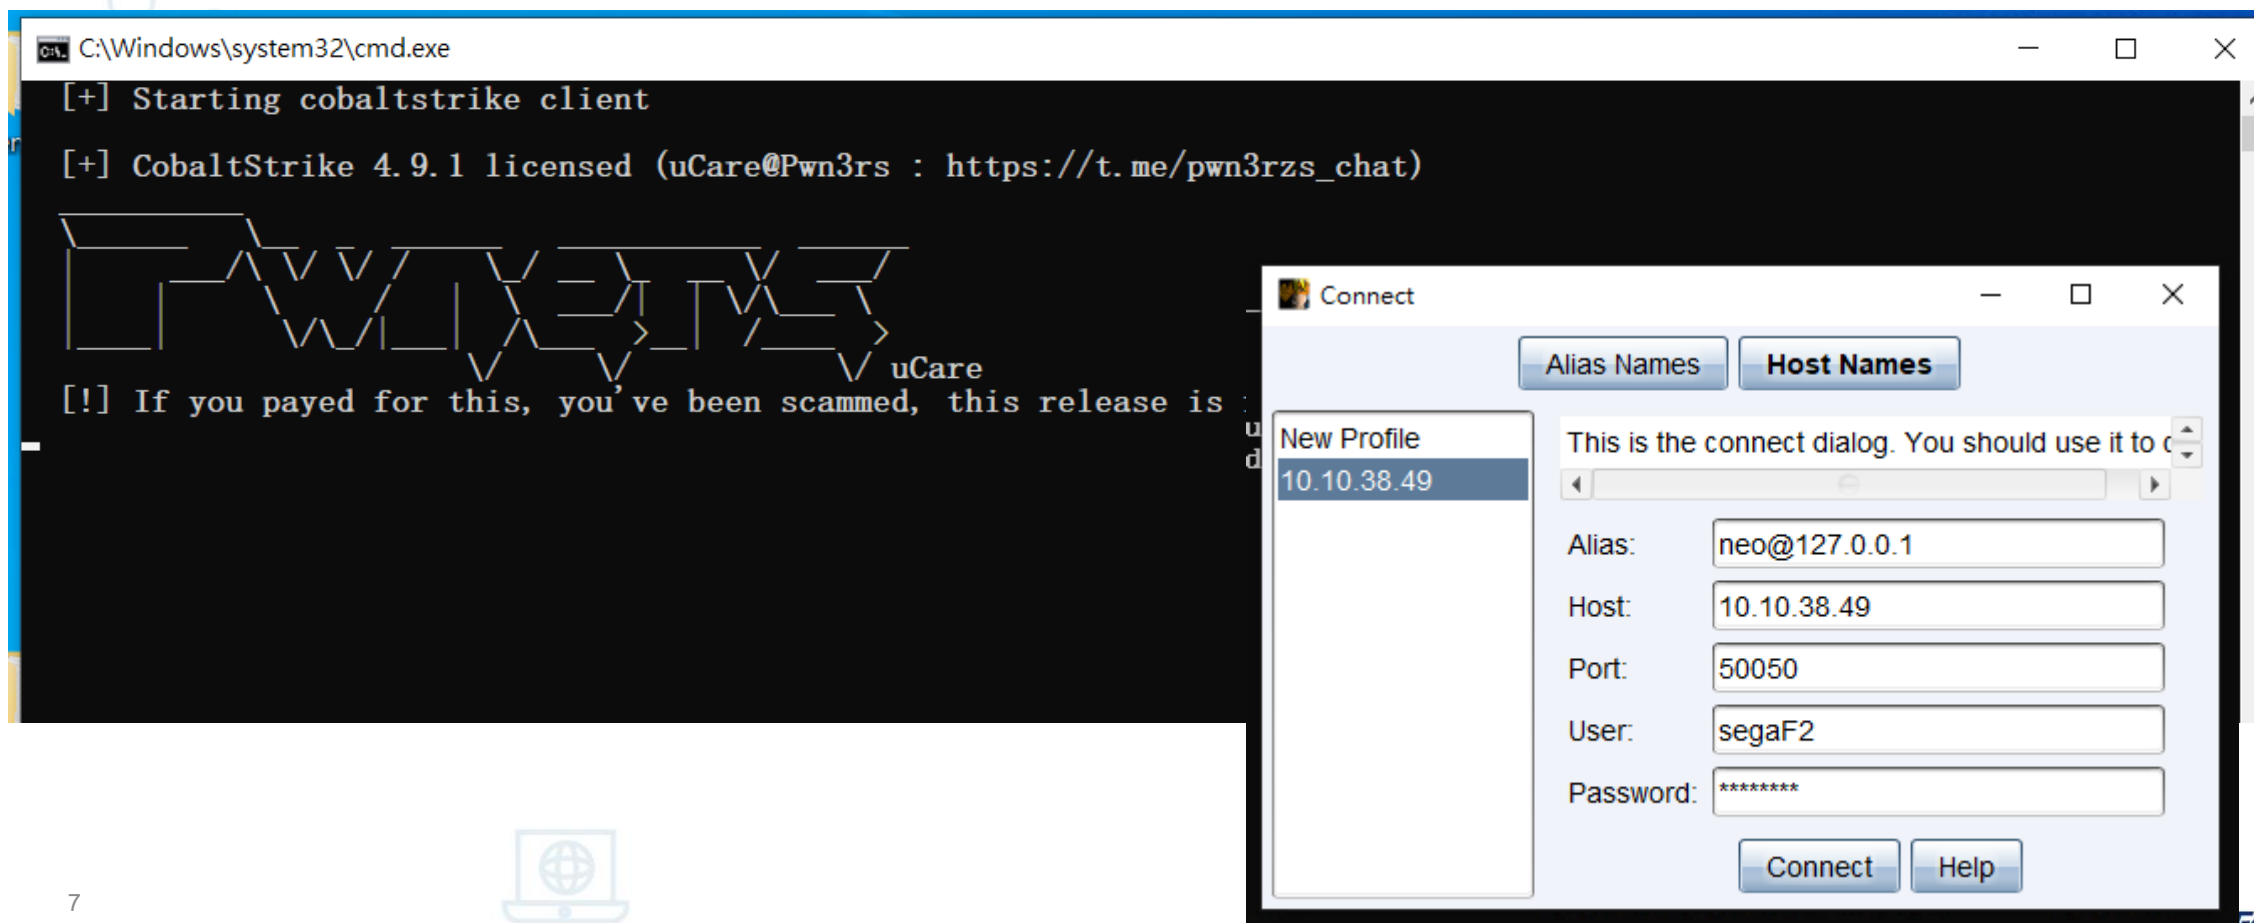 C:\Windows\system32\cmd.exe
[+] Starting cobaltstrike client
[+] CobaltStrike 4.9.1 licensed (uCare@Pwn3rs : https://t.me/pwn3rzs_chat)
Pwners
uCare
[!] If you payed for this, you've been scammed, this release is
Connect
Alias Names
Host Names
New Profile
10.10.38.49
This is the connect dialog. You should use it to
Alias: neo@127.0.0.1
Host: 10.10.38.49
Port: 50050
User: segaF2
Password: ********
Connect
Help
7